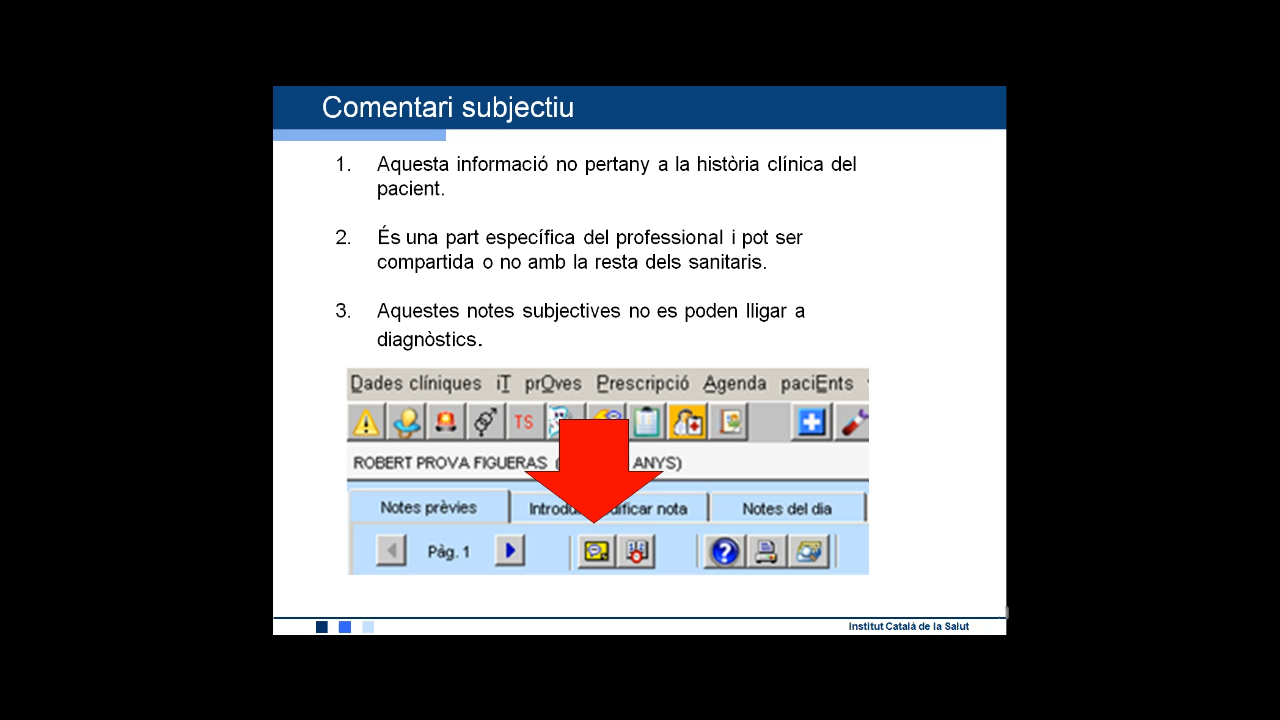 Comentari subjectiu
1. Aquesta informació no pertany a la història clínica del
pacient.
2. És una part específica del professional i pot ser
compartida o no amb la resta dels sanitaris.
3. Aquestes notes subjectives no es poden lligar a
diagnòstics.
Dades clíniques iT prOves Prescripció Agenda paciEnts
TS
ROBERT PROVA FIGUERAS ANYS)
Notes prèvies nota Notes del dia
Pàg. 1
Institut Català de la Salut